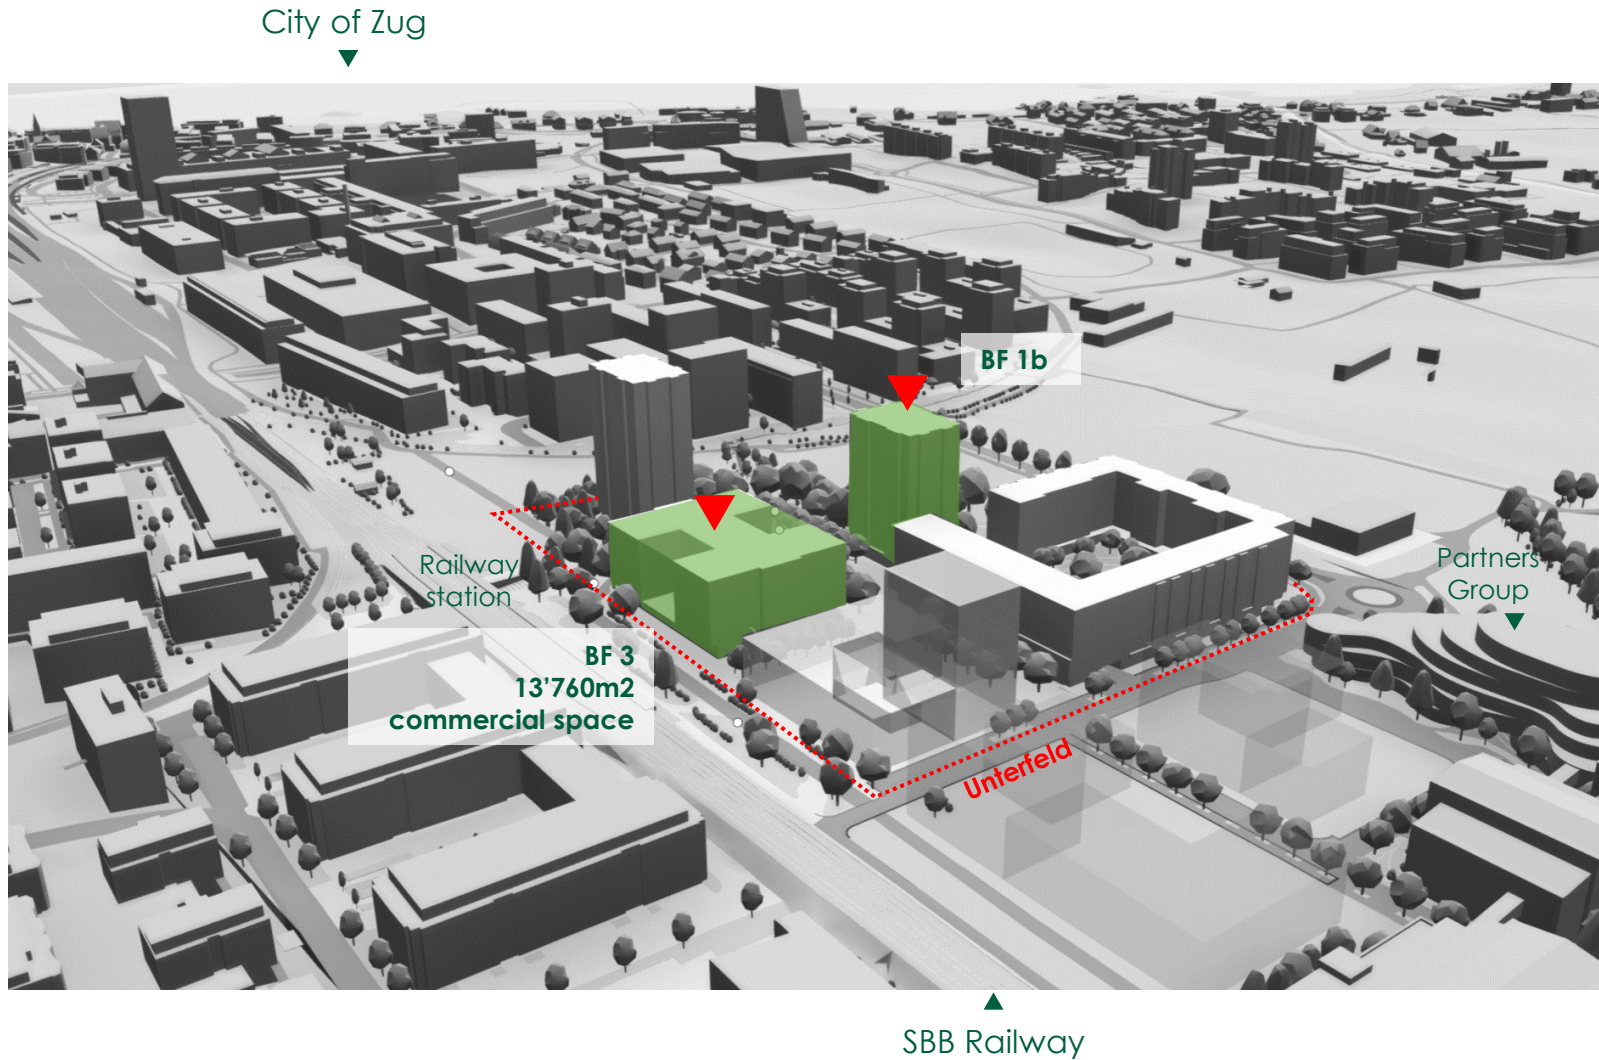 City of Zug
BF 1b
Railway
station
Partners
Group
BF 3
13’760m2
commercial space
Unterfeld
SBB Railway